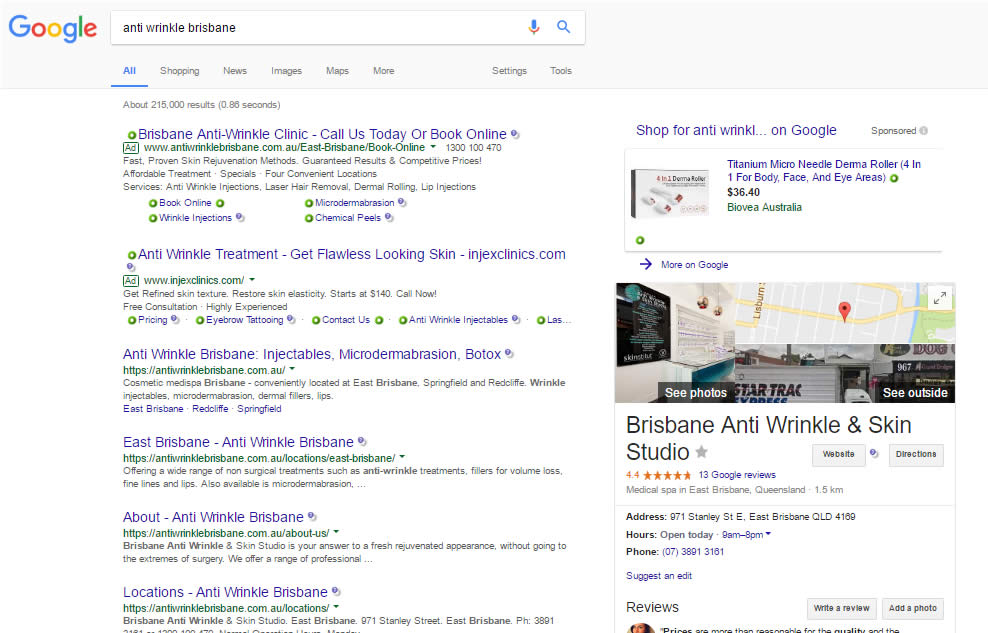 Google
anti wrinkle brisbane
All Shopping News Images Maps More Settings Tools
About 215,000 results (0.86 seconds)
Brisbane Anti-Wrinkle Clinic - Call Us Today Or Book Online
Ad www.antiwrinklebrisbane.com.au/East-Brisbane/Book-Online 1300 100 470
Fast, Proven Skin Rejuvenation Methods. Guaranteed Results & Competitive Prices!
Affordable Treatment · Specials · Four Convenient Locations
Services: Anti Wrinkle Injections, Laser Hair Removal, Dermal Rolling, Lip Injections
Book Online Microdermabrasion
Wrinkle Injections Chemical Peels
Anti Wrinkle Treatment - Get Flawless Looking Skin - injexclinics.com
Ad www.injexclinics.com/
Get Refined skin texture. Restore skin elasticity. Starts at $140. Call Now!
Free Consultation · Highly Experienced
Pricing · Eyebrow Tattooing · Contact Us · Anti Wrinkle Injectables · Las...
Anti Wrinkle Brisbane: Injectables, Microdermabrasion, Botox
https://antiwrinklebrisbane.com.au/
Cosmetic medispa Brisbane - conveniently located at East Brisbane, Springfield and Redcliffe. Wrinkle
injectables, microdermabrasion, dermal fillers, lips.
East Brisbane · Redcliffe · Springfield
East Brisbane - Anti Wrinkle Brisbane
https://antiwrinklebrisbane.com.au/locations/east-brisbane/
Offering a wide range of non surgical treatments such as anti-wrinkle treatments, fillers for volume loss,
fine lines and lips. Also available is microdermabrasion, ...
About - Anti Wrinkle Brisbane
https://antiwrinklebrisbane.com.au/about-us/
Brisbane Anti Wrinkle & Skin Studio is your answer to a fresh rejuvenated appearance, without going to
the extremes of surgery. We offer a range of professional ...
Locations - Anti Wrinkle Brisbane
https://antiwrinklebrisbane.com.au/locations/
Brisbane Anti Wrinkle & Skin Studio. East Brisbane. 971 Stanley Street. East Brisbane. Ph: 3891
3161 or 1300 100 470. Normal Operation Hours. Monday
Shop for anti wrinkl... on Google Sponsored
4 In 1 Derma Roller
Titanium Micro Needle Derma Roller (4 In
1 For Body, Face, And Eye Areas)
$36.40
Biovea Australia
More on Google
Lisburn S
skinstitut
DOG
967
STAR TRAC
EXPRESS
See photos
See outside
Brisbane Anti Wrinkle & Skin
Studio
Website Directions
4.4 13 Google reviews
Medical spa in East Brisbane, Queensland · 1.5 km
Address: 971 Stanley St E, East Brisbane QLD 4169
Hours: Open today · 9am–8pm
Phone: (07) 3891 3161
Suggest an edit
Reviews Write a review Add a photo
"Prices are more than reasonable for the quality and the